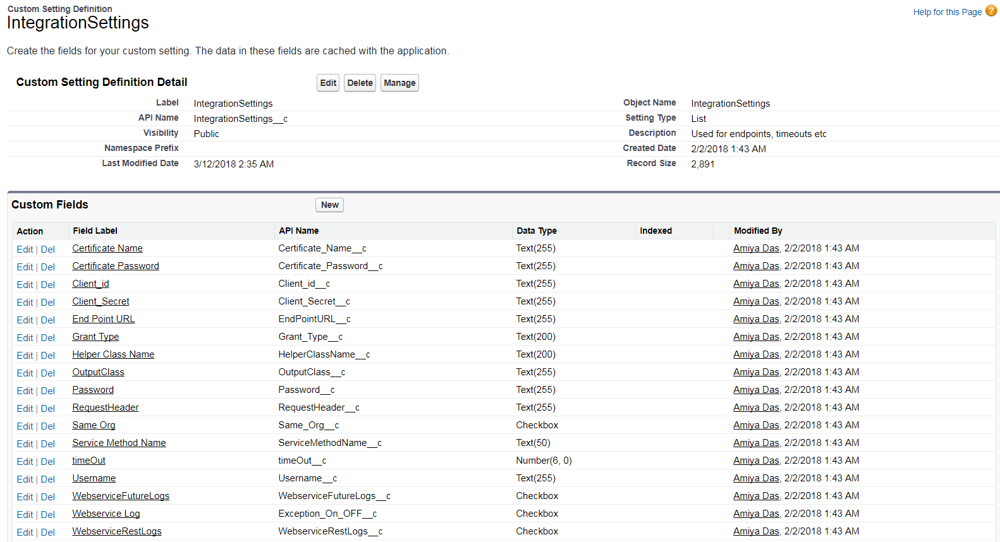 Custom Setting Definition
IntegrationSettings
Help for this Page ?
Create the fields for your custom setting. The data in these fields are cached with the application.
Custom Setting Definition Detail Edit Delete Manage
Label IntegrationSettings Object Name IntegrationSettings
API Name IntegrationSettings__c Setting Type List
Visibility Public Description Used for endpoints, timeouts etc
Namespace Prefix Created Date 2/2/2018 1:43 AM
Last Modified Date 3/12/2018 2:35 AM Record Size 2,891
Custom Fields New
Action Field Label API Name Data Type Indexed Modified By
Edit | Del Certificate Name Certificate_Name__c Text(255) Amiya Das, 2/2/2018 1:43 AM
Edit | Del Certificate Password Certificate_Password__c Text(255) Amiya Das, 2/2/2018 1:43 AM
Edit | Del Client_id Client_id__c Text(255) Amiya Das, 2/2/2018 1:43 AM
Edit | Del Client_Secret Client_Secret__c Text(255) Amiya Das, 2/2/2018 1:43 AM
Edit | Del End Point URL EndPointURL__c Text(255) Amiya Das, 2/2/2018 1:43 AM
Edit | Del Grant Type Grant_Type__c Text(200) Amiya Das, 2/2/2018 1:43 AM
Edit | Del Helper Class Name HelperClassName__c Text(200) Amiya Das, 2/2/2018 1:43 AM
Edit | Del OutputClass OutputClass__c Text(255) Amiya Das, 2/2/2018 1:43 AM
Edit | Del Password Password__c Text(255) Amiya Das, 2/2/2018 1:43 AM
Edit | Del RequestHeader RequestHeader__c Text(255) Amiya Das, 2/2/2018 1:43 AM
Edit | Del Same Org Same_Org__c Checkbox Amiya Das, 2/2/2018 1:43 AM
Edit | Del Service Method Name ServiceMethodName__c Text(50) Amiya Das, 2/2/2018 1:43 AM
Edit | Del timeOut timeOut__c Number(6, 0) Amiya Das, 2/2/2018 1:43 AM
Edit | Del Username Username__c Text(255) Amiya Das, 2/2/2018 1:43 AM
Edit | Del WebserviceFutureLogs WebserviceFutureLogs__c Checkbox Amiya Das, 2/2/2018 1:43 AM
Edit | Del Webservice Log Exception_On_OFF__c Checkbox Amiya Das, 2/2/2018 1:43 AM
Edit | Del WebserviceRestLogs WebserviceRestLogs__c Checkbox Amiya Das, 2/2/2018 1:43 AM